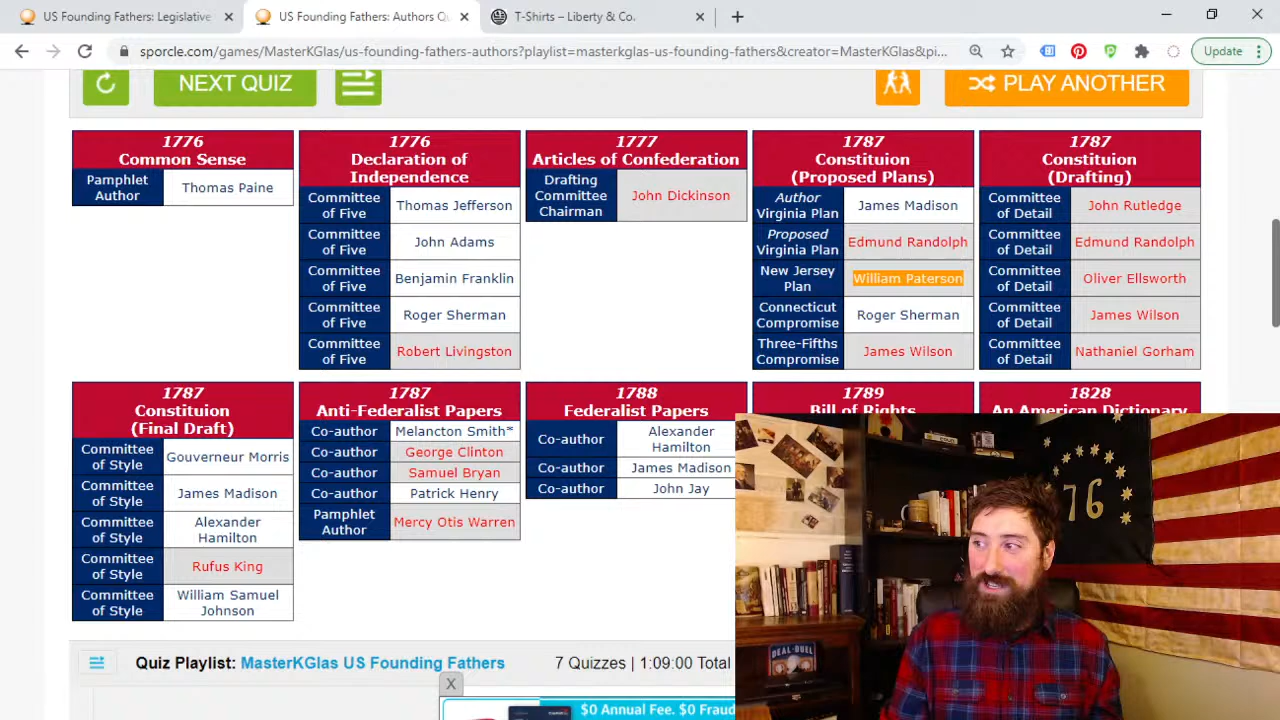 US Founding Fathers: Legislative
US Founding Fathers: Authors Q
T-Shirts – Liberty & Co.
sporcle.com/games/MasterKGlas/us-founding-fathers-authors?playlist=masterkglas-us-founding-fathers&creator=MasterKGlas&pi...
Update
NEXT QUIZ
PLAY ANOTHER
1776
Common Sense
Pamphlet
Author
Thomas Paine
1776
Declaration of
Independence
Committee
of Five
Thomas Jefferson
Committee
of Five
John Adams
Committee
of Five
Benjamin Franklin
Committee
of Five
Roger Sherman
Committee
of Five
Robert Livingston
1777
Articles of Confederation
Drafting
Committee
Chairman
John Dickinson
1787
Constituion
(Proposed Plans)
Author
Virginia Plan
James Madison
Proposed
Virginia Plan
Edmund Randolph
New Jersey
Plan
William Paterson
Connecticut
Compromise
Roger Sherman
Three-Fifths
Compromise
James Wilson
1787
Constituion
(Drafting)
Committee
of Detail
John Rutledge
Committee
of Detail
Edmund Randolph
Committee
of Detail
Oliver Ellsworth
Committee
of Detail
James Wilson
Committee
of Detail
Nathaniel Gorham
1787
Constituion
(Final Draft)
Committee
of Style
Gouverneur Morris
Committee
of Style
James Madison
Committee
of Style
Alexander
Hamilton
Committee
of Style
Rufus King
Committee
of Style
William Samuel
Johnson
1787
Anti-Federalist Papers
Co-author
Melancton Smith*
Co-author
George Clinton
Co-author
Samuel Bryan
Co-author
Patrick Henry
Pamphlet
Author
Mercy Otis Warren
1788
Federalist Papers
Co-author
Alexander
Hamilton
Co-author
James Madison
Co-author
John Jay
1789
Bill of Rights
1828
An American Dictionary
76
DEAL-DUEL
Quiz Playlist: MasterKGlas US Founding Fathers
7 Quizzes | 1:09:00 Total
X
$0 Annual Fee. $0 Fraud